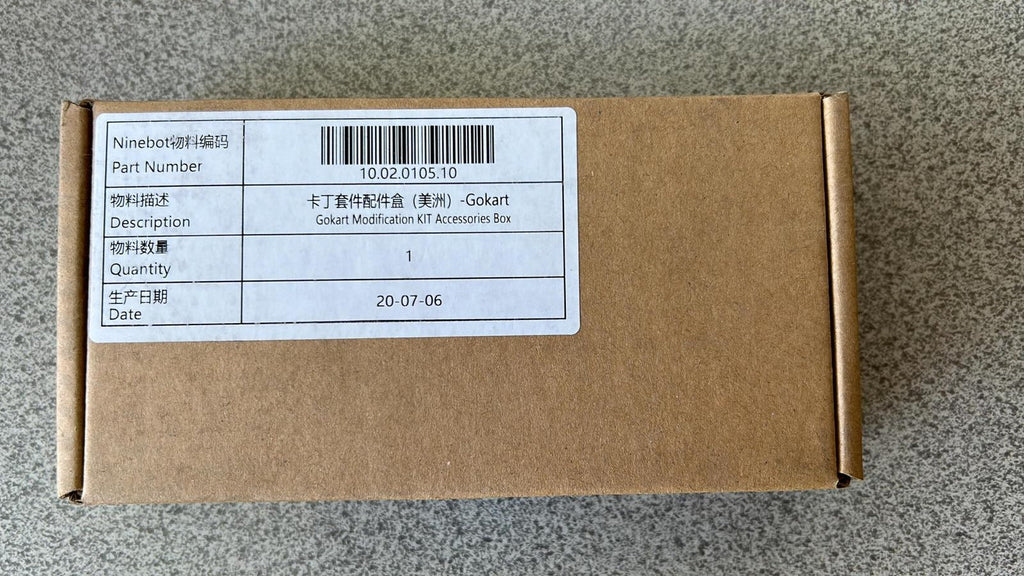 Ninebot物料编码
Part Number
10.02.0105.10
物料描述
Description
卡丁套件配件盒（美洲）-Gokart
Gokart Modification KIT Accessories Box
物料数量
Quantity
1
生产日期
Date
20-07-06